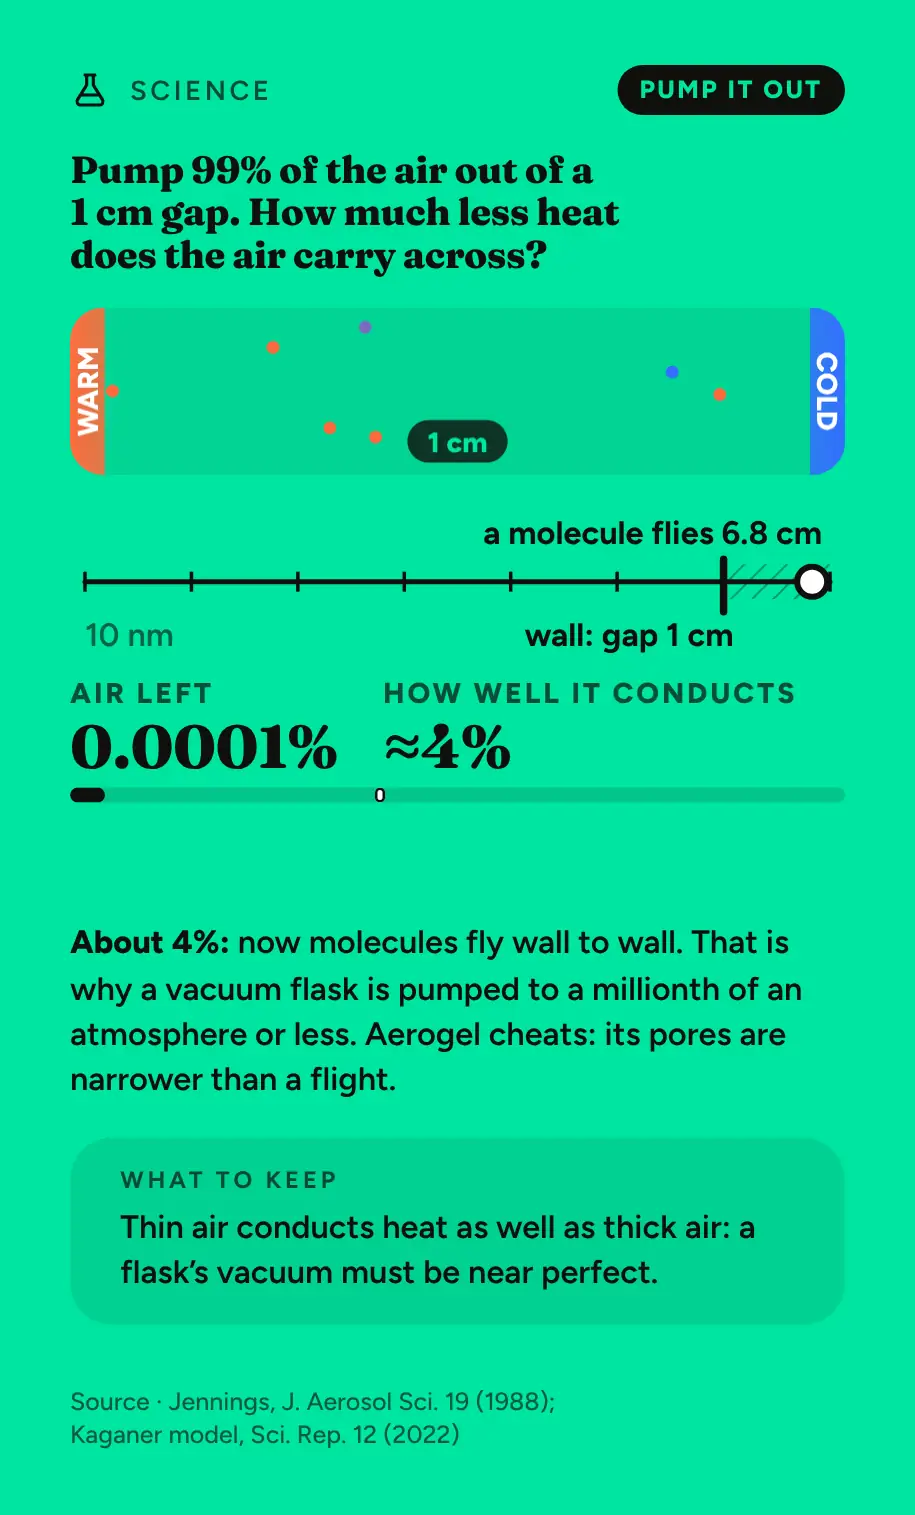 SCIENCE
PUMP IT OUT
Pump 99% of the air out of a
1 cm gap. How much less heat
does the air carry across?
WARM
COLD
1 cm
a molecule flies 6.8 cm
10 nm
wall: gap 1 cm
AIR LEFT
HOW WELL IT CONDUCTS
0.0001%
≈4%
0
About 4%: now molecules fly wall to wall. That is
why a vacuum flask is pumped to a millionth of an
atmosphere or less. Aerogel cheats: its pores are
narrower than a flight.
WHAT TO KEEP
Thin air conducts heat as well as thick air: a
flask’s vacuum must be near perfect.
Source · Jennings, J. Aerosol Sci. 19 (1988);
Kaganer model, Sci. Rep. 12 (2022)